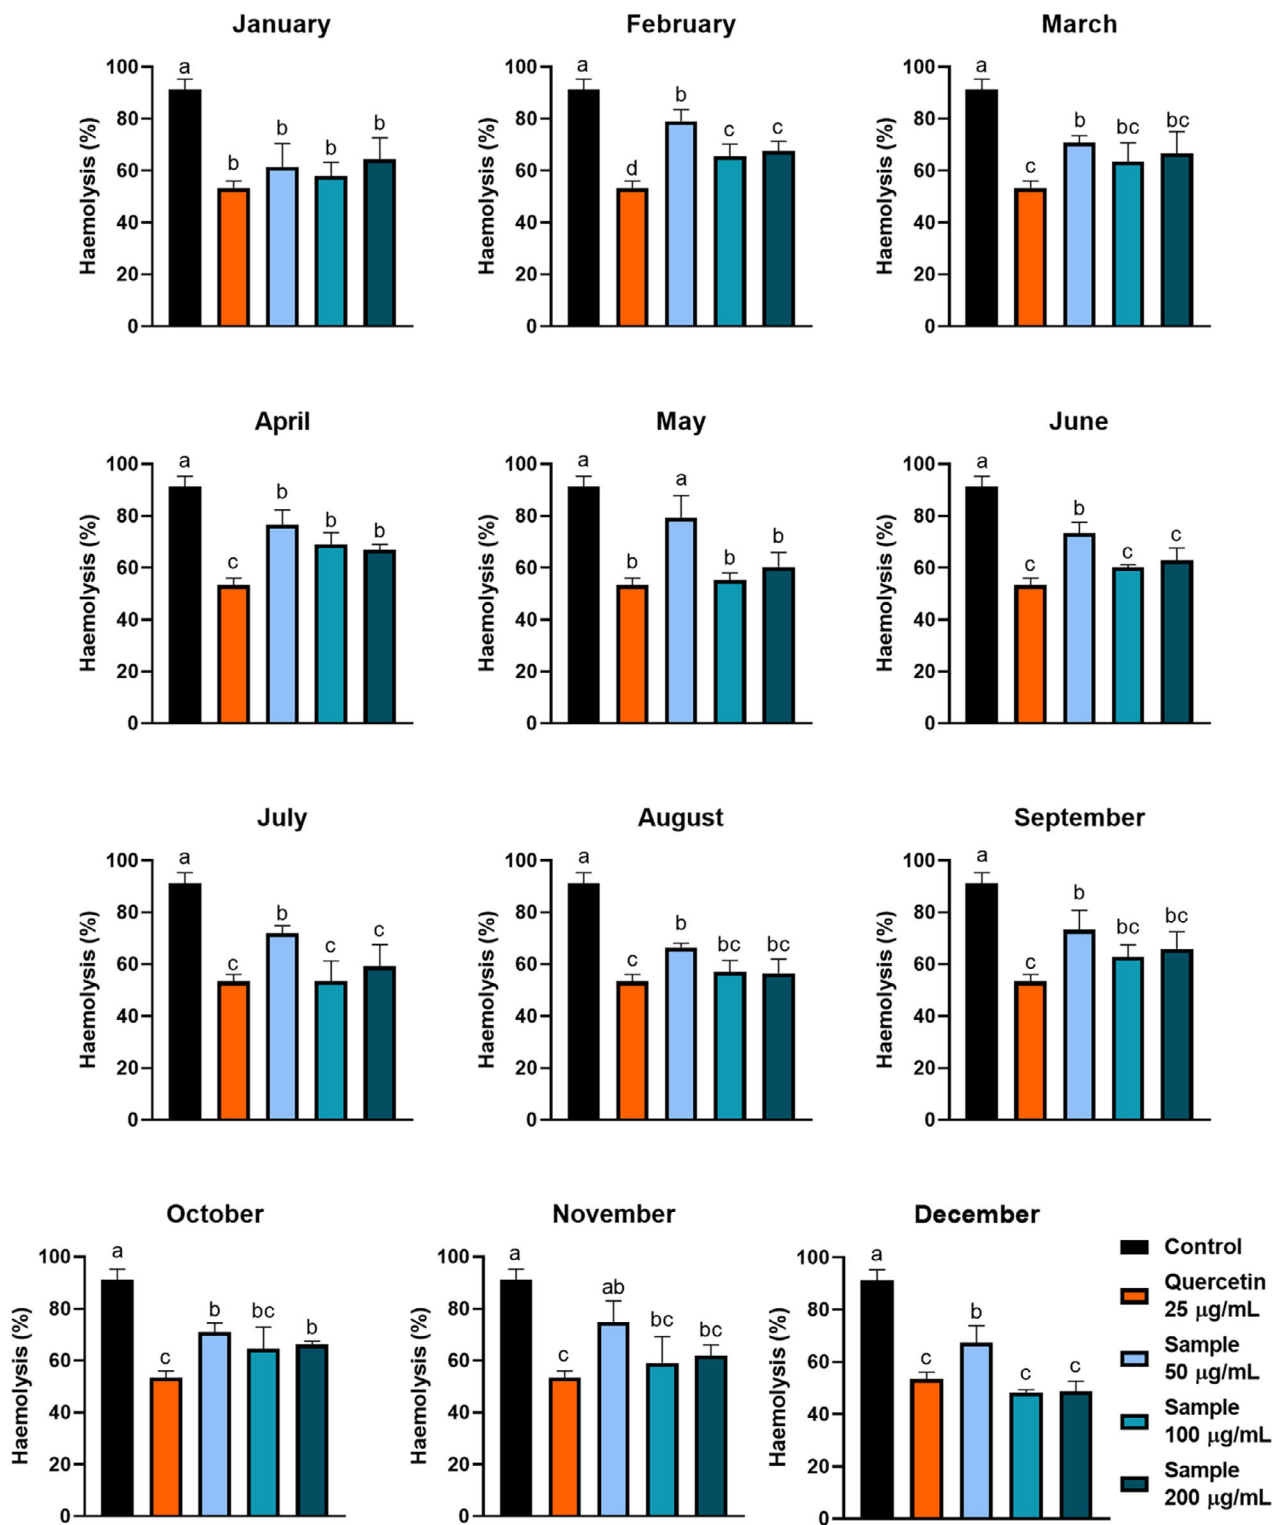 January
February
March
100
80
60
40
20
0
Haemolysis (%)
a
b
b
b
b
100
80
60
40
20
0
Haemolysis (%)
a
d
b
c
c
100
80
60
40
20
0
Haemolysis (%)
a
c
b
bc
bc
April
May
June
100
80
60
40
20
0
Haemolysis (%)
a
c
b
b
b
100
80
60
40
20
0
Haemolysis (%)
a
b
a
b
b
100
80
60
40
20
0
Haemolysis (%)
a
c
b
c
c
July
August
September
100
80
60
40
20
0
Haemolysis (%)
a
c
b
c
c
100
80
60
40
20
0
Haemolysis (%)
a
c
b
bc
bc
100
80
60
40
20
0
Haemolysis (%)
a
c
b
bc
bc
October
November
December
100
80
60
40
20
0
Haemolysis (%)
a
c
b
bc
b
100
80
60
40
20
0
Haemolysis (%)
a
c
ab
bc
bc
100
80
60
40
20
0
Haemolysis (%)
a
c
b
c
c
Control
Quercetin
25 μg/mL
Sample
50 μg/mL
Sample
100 μg/mL
Sample
200 μg/mL